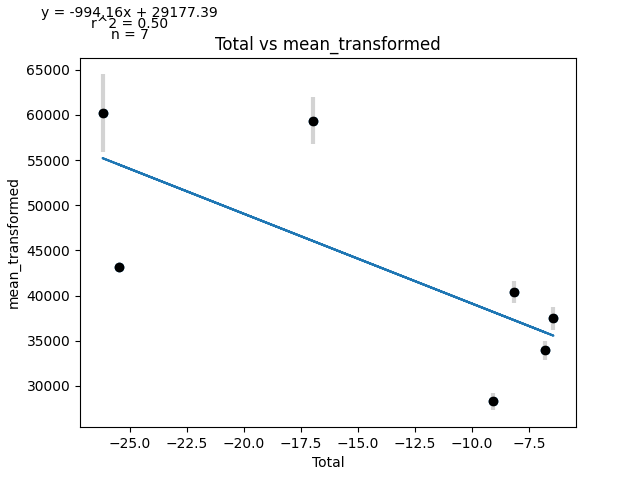 y = -994.16x + 29177.39
r^2 = 0.50
n = 7
Total vs mean_transformed
65000
60000
55000
50000
45000
40000
35000
30000
mean_transformed
−25.0 −22.5 −20.0 −17.5 −15.0 −12.5 −10.0 −7.5
Total